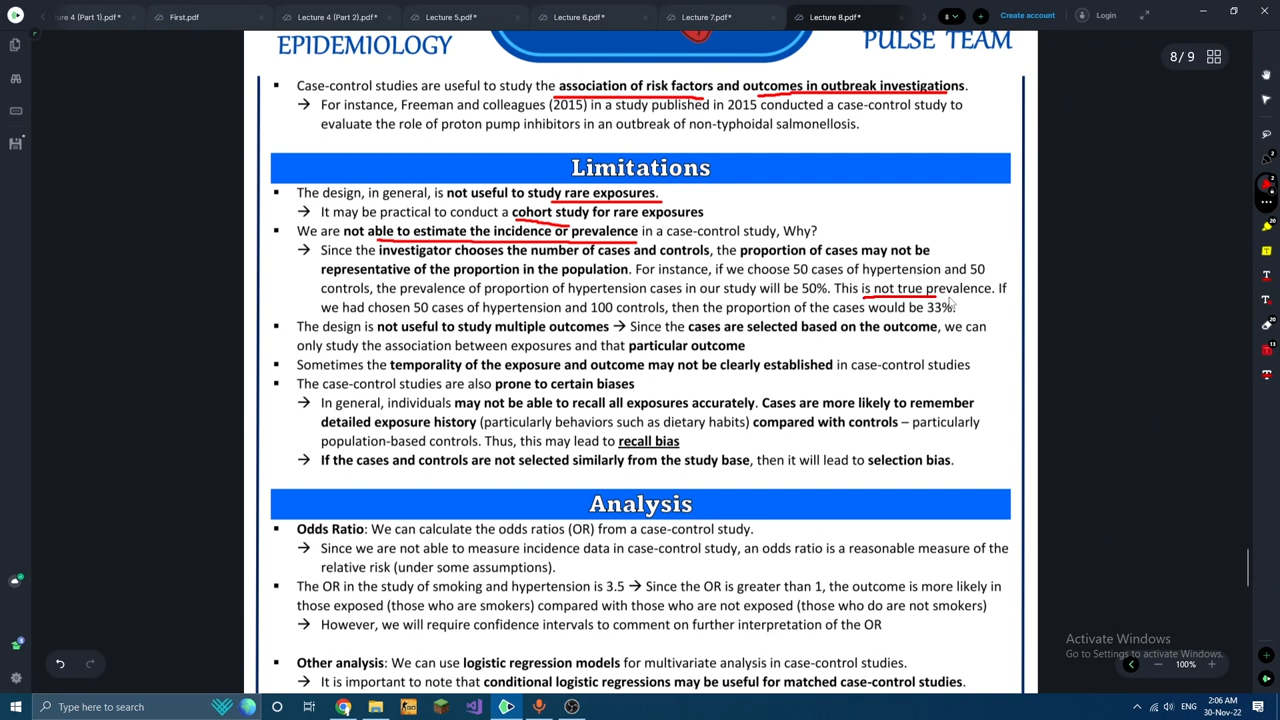 ure 4 (Part 1).pdf*
First.pdf
Lecture 4 (Part 2).pdf*
Lecture 5.pdf*
Lecture 6.pdf*
Lecture 7.pdf*
Lecture 8.pdf*
8
Create account
Login
EPIDEMIOLOGY
PULSE TEAM
8 / 9
▪ Case-control studies are useful to study the association of risk factors and outcomes in outbreak investigations.
→ For instance, Freeman and colleagues (2015) in a study published in 2015 conducted a case-control study to
evaluate the role of proton pump inhibitors in an outbreak of non-typhoidal salmonellosis.
Limitations
▪ The design, in general, is not useful to study rare exposures.
→ It may be practical to conduct a cohort study for rare exposures
▪ We are not able to estimate the incidence or prevalence in a case-control study, Why?
→ Since the investigator chooses the number of cases and controls, the proportion of cases may not be
representative of the proportion in the population. For instance, if we choose 50 cases of hypertension and 50
controls, the prevalence of proportion of hypertension cases in our study will be 50%. This is not true prevalence. If
we had chosen 50 cases of hypertension and 100 controls, then the proportion of the cases would be 33%.
▪ The design is not useful to study multiple outcomes → Since the cases are selected based on the outcome, we can
only study the association between exposures and that particular outcome
▪ Sometimes the temporality of the exposure and outcome may not be clearly established in case-control studies
▪ The case-control studies are also prone to certain biases
→ In general, individuals may not be able to recall all exposures accurately. Cases are more likely to remember
detailed exposure history (particularly behaviors such as dietary habits) compared with controls – particularly
population-based controls. Thus, this may lead to recall bias
→ If the cases and controls are not selected similarly from the study base, then it will lead to selection bias.
Analysis
▪ Odds Ratio: We can calculate the odds ratios (OR) from a case-control study.
→ Since we are not able to measure incidence data in case-control study, an odds ratio is a reasonable measure of the
relative risk (under some assumptions).
▪ The OR in the study of smoking and hypertension is 3.5 → Since the OR is greater than 1, the outcome is more likely in
those exposed (those who are smokers) compared with those who are not exposed (those who do are not smokers)
→ However, we will require confidence intervals to comment on further interpretation of the OR
▪ Other analysis: We can use logistic regression models for multivariate analysis in case-control studies.
→ It is important to note that conditional logistic regressions may be useful for matched case-control studies.
Activate Windows
Go to Settings to activate Windows.
100%
Type here to search
ENG
2:06 AM
30-Nov-22